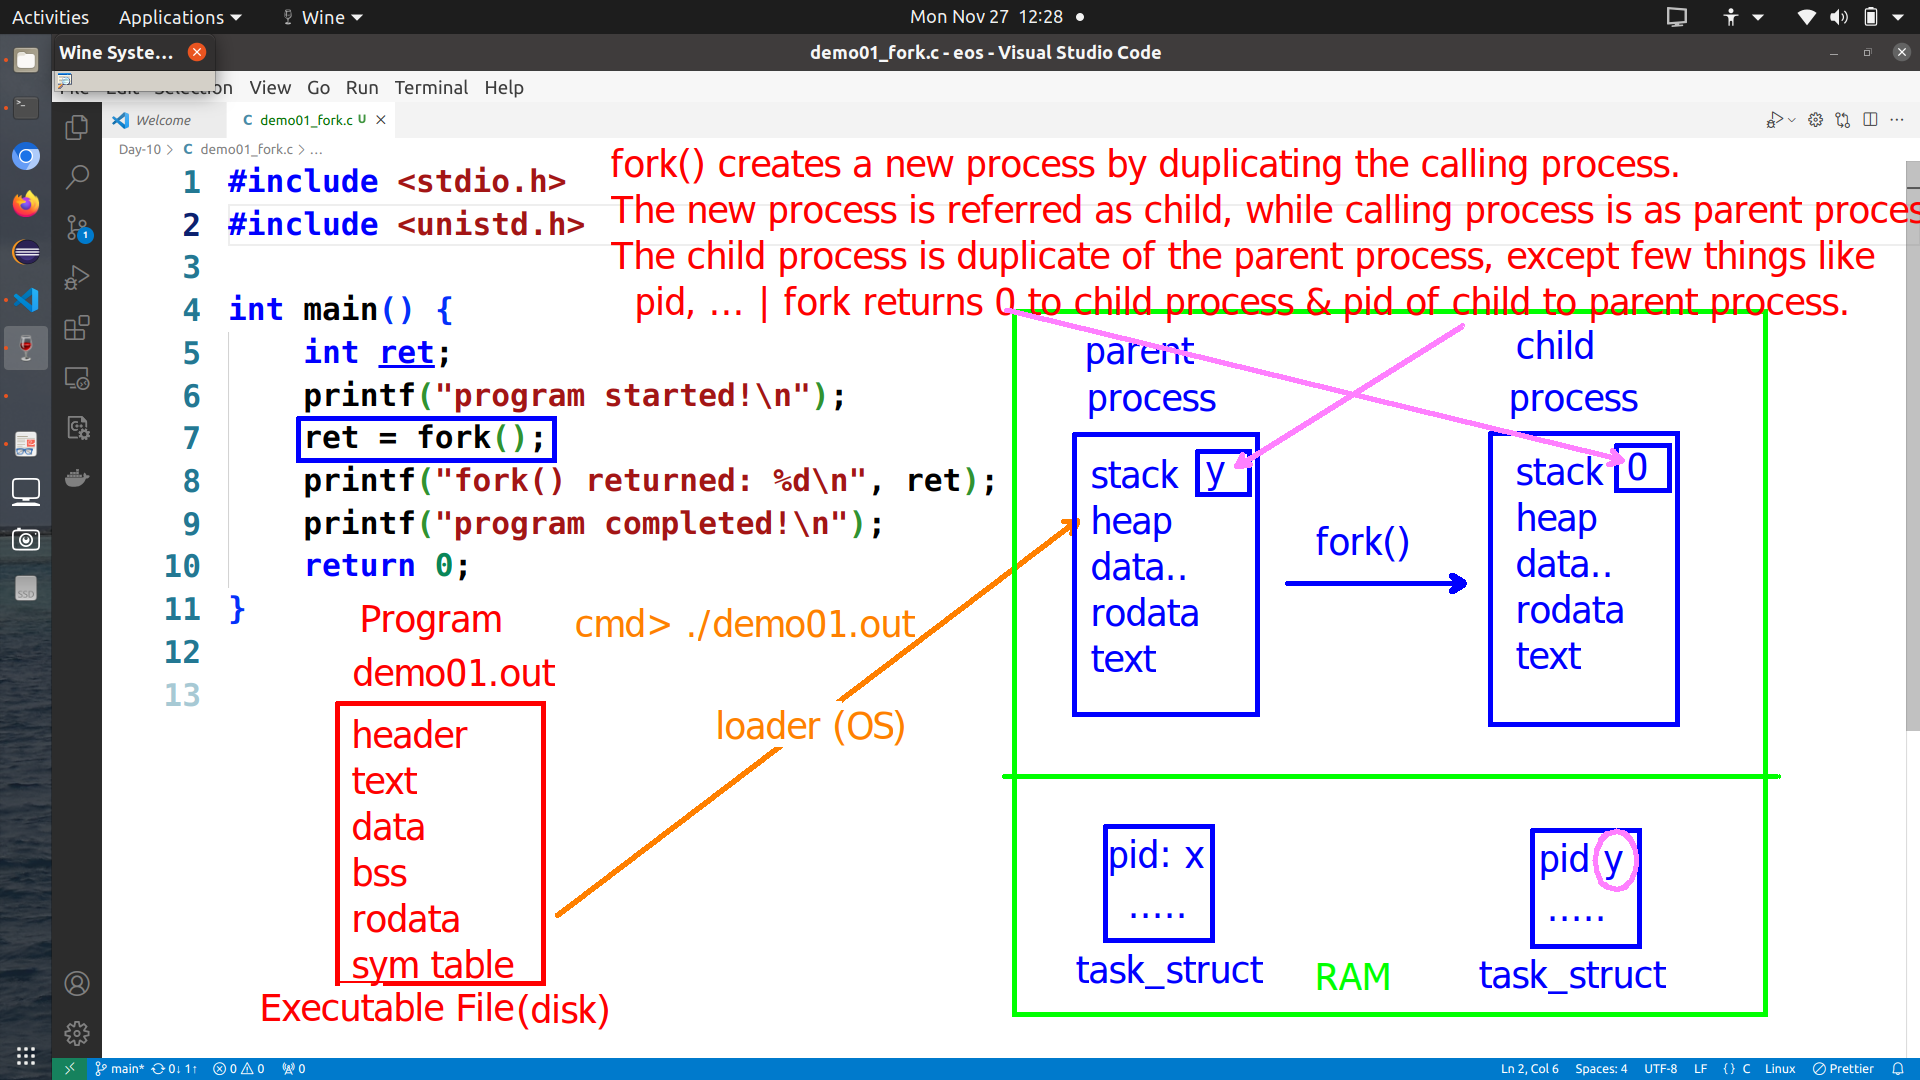 Activities Applications Wine Mon Nov 27 12:28
Wine Syste...
demo01_fork.c - eos - Visual Studio Code
File Edit Selection View Go Run Terminal Help
Welcome C demo01_fork.c U
Day-10 > C demo01_fork.c > ...
fork() creates a new process by duplicating the calling process.
The new process is referred as child, while calling process is as parent proces
The child process is duplicate of the parent process, except few things like
pid, ... | fork returns 0 to child process & pid of child to parent process.
1 #include <stdio.h>
2 #include <unistd.h>
3
4 int main() {
5 int ret;
6 printf("program started!\n");
7 ret = fork();
8 printf("fork() returned: %d\n", ret);
9 printf("program completed!\n");
10 return 0;
11 }
12
13
Program
demo01.out
header
text
data
bss
rodata
sym table
Executable File(disk)
cmd> ./demo01.out
loader (OS)
parent
process
stack y
heap
data..
rodata
text
fork()
child
process
stack 0
heap
data..
rodata
text
pid: x
.....
task_struct
RAM
pid y
.....
task_struct
1
SSD
main* 0↓ 1↑ 0 0 0 Ln 2, Col 6 Spaces: 4 UTF-8 LF {} C Linux Prettier